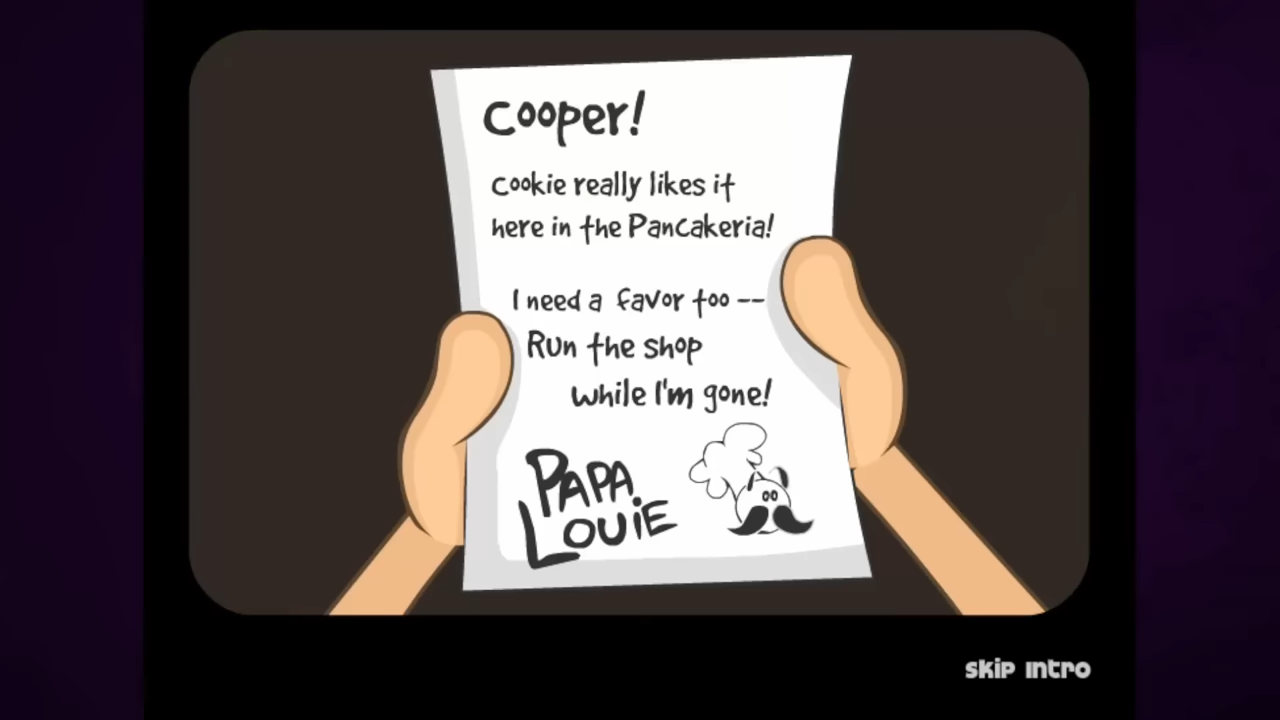 Cooper!
Cookie really likes it
here in the Pancakeria!
I need a favor too --
Run the shop
while I'm gone!
PAPA
LOUiE
skip intro